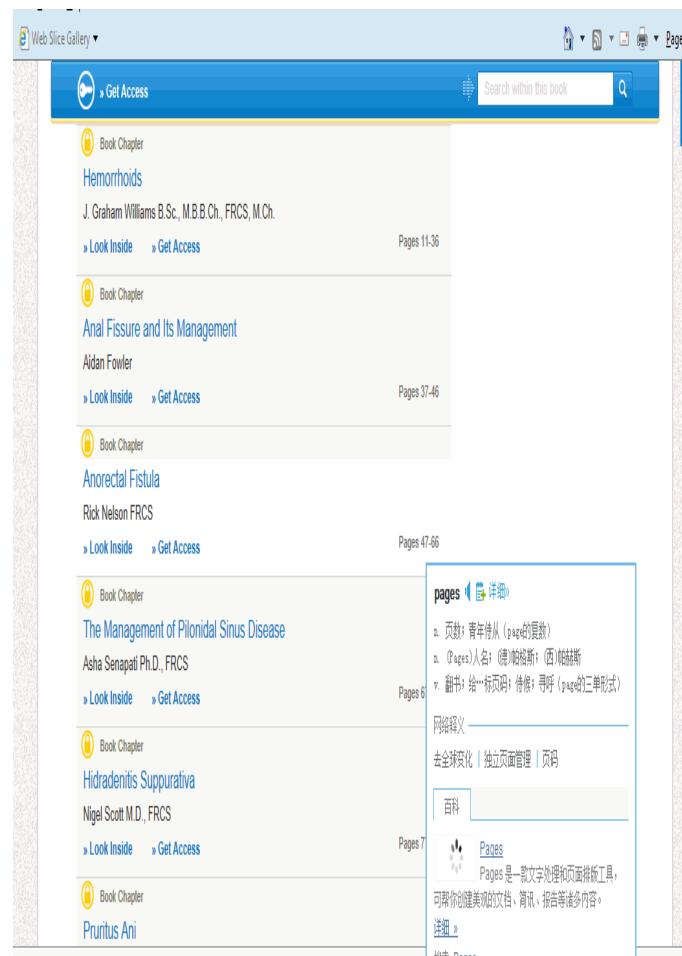 Web Slice Gallery
» Get Access
Search within this book
Book Chapter
Hemorrhoids
J. Graham Williams B.Sc., M.B.B.Ch., FRCS, M.Ch.
» Look Inside » Get Access Pages 11-36
Book Chapter
Anal Fissure and Its Management
Aidan Fowler
» Look Inside » Get Access Pages 37-46
Book Chapter
Anorectal Fistula
Rick Nelson FRCS
» Look Inside » Get Access Pages 47-66
Book Chapter
The Management of Pilonidal Sinus Disease
Asha Senapati Ph.D., FRCS
» Look Inside » Get Access Pages
Book Chapter
Hidradenitis Suppurativa
Nigel Scott M.D., FRCS
» Look Inside » Get Access Pages
Book Chapter
Pruritus Ani
pages 详细»
n. 页数；青年侍从（page的复数）
n. (Pages)人名；(德)帕格斯；(西)帕赫斯
v. 翻书；给…标页码；侍候；寻呼（page的三单形式）
网络释义
去全球变化 | 独立页面管理 | 页码
百科
Pages
Pages 是一款文字处理和页面排版工具，
可帮你创建美观的文档、简讯、报告等诸多内容。
详细 »